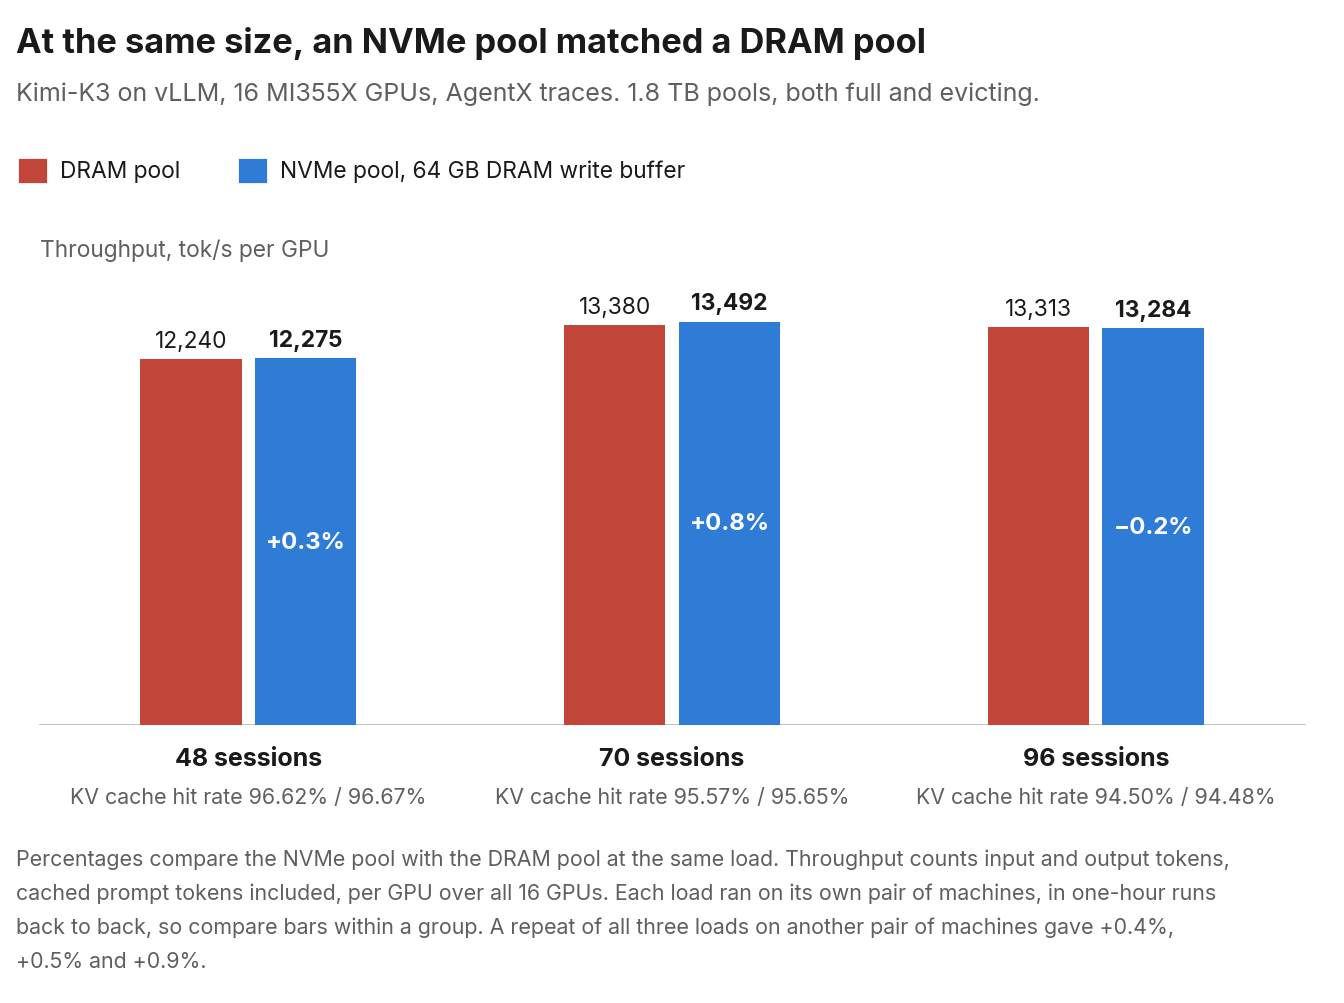 At the same size, an NVMe pool matched a DRAM pool
Kimi-K3 on vLLM, 16 MI355X GPUs, AgentX traces. 1.8 TB pools, both full and evicting.
DRAM pool
NVMe pool, 64 GB DRAM write buffer
Throughput, tok/s per GPU
12,240
12,275
13,380
13,492
13,313
13,284
+0.3%
+0.8%
−0.2%
48 sessions
70 sessions
96 sessions
KV cache hit rate 96.62% / 96.67%
KV cache hit rate 95.57% / 95.65%
KV cache hit rate 94.50% / 94.48%
Percentages compare the NVMe pool with the DRAM pool at the same load. Throughput counts input and output tokens,
cached prompt tokens included, per GPU over all 16 GPUs. Each load ran on its own pair of machines, in one-hour runs
back to back, so compare bars within a group. A repeat of all three loads on another pair of machines gave +0.4%,
+0.5% and +0.9%.